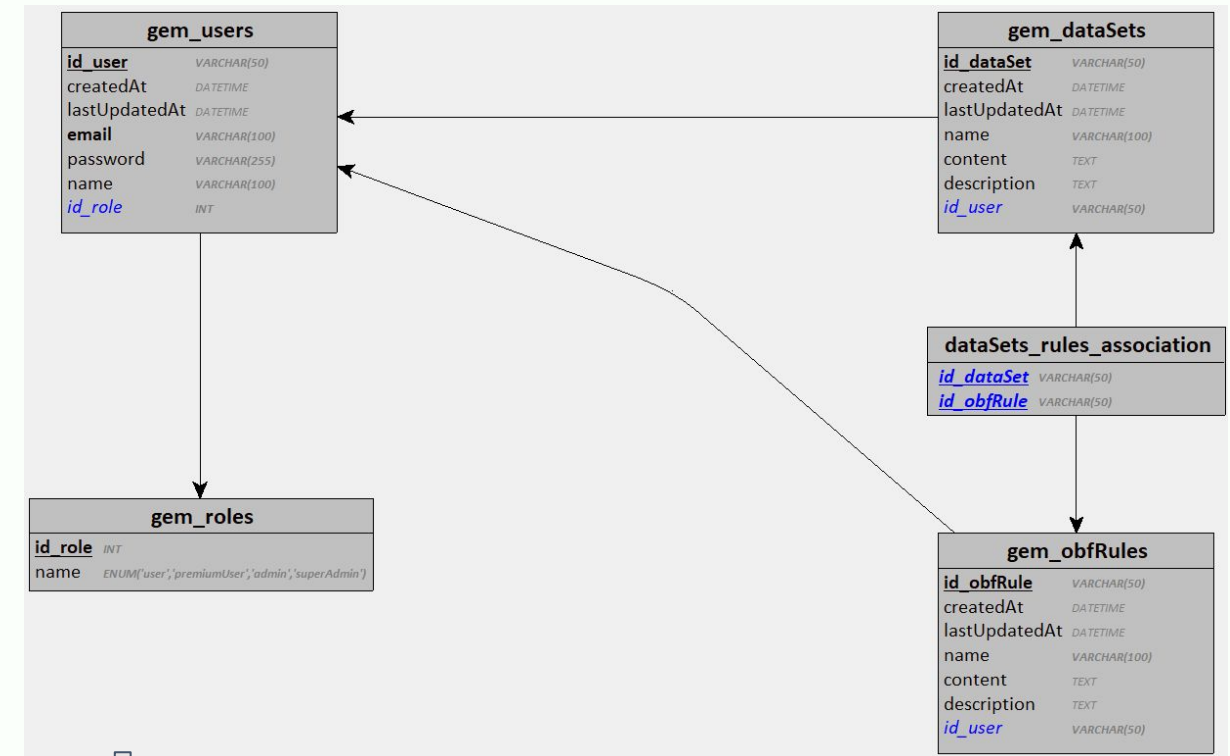 gem_users
id_user VARCHAR(50)
createdAt DATETIME
lastUpdatedAt DATETIME
email VARCHAR(100)
password VARCHAR(255)
name VARCHAR(100)
id_role INT
gem_dataSets
id_dataSet VARCHAR(50)
createdAt DATETIME
lastUpdatedAt DATETIME
name VARCHAR(100)
content TEXT
description TEXT
id_user VARCHAR(50)
dataSets_rules_association
id_dataSet VARCHAR(50)
id_obfRule VARCHAR(50)
gem_roles
id_role INT
name ENUM('user','premiumUser','admin','superAdmin')
gem_obfRules
id_obfRule VARCHAR(50)
createdAt DATETIME
lastUpdatedAt DATETIME
name VARCHAR(100)
content TEXT
description TEXT
id_user VARCHAR(50)